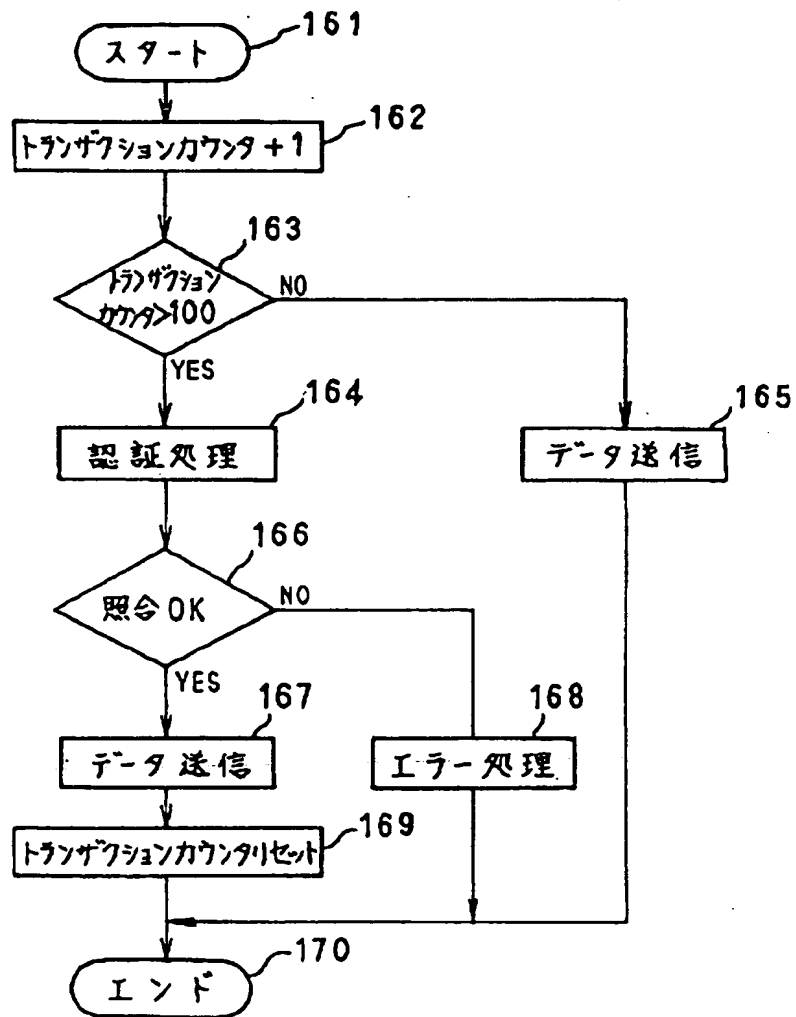 スタート
161
トランザクションカウンタ+1
162
トランザクション
カウンタ>100
163
NO
YES
認証処理
164
データ送信
165
照合OK
166
NO
YES
データ送信
167
エラー処理
168
トランザクションカウンタリセット
169
エンド
170